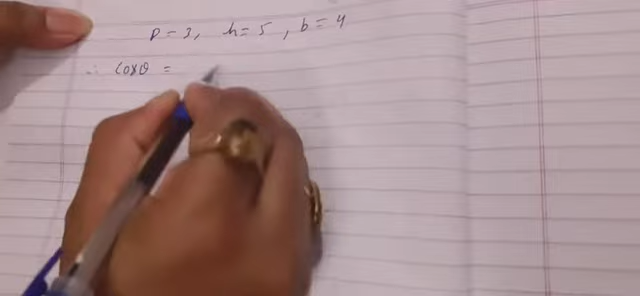 P = 3, h = 5, b = 4
∴ cosθ =